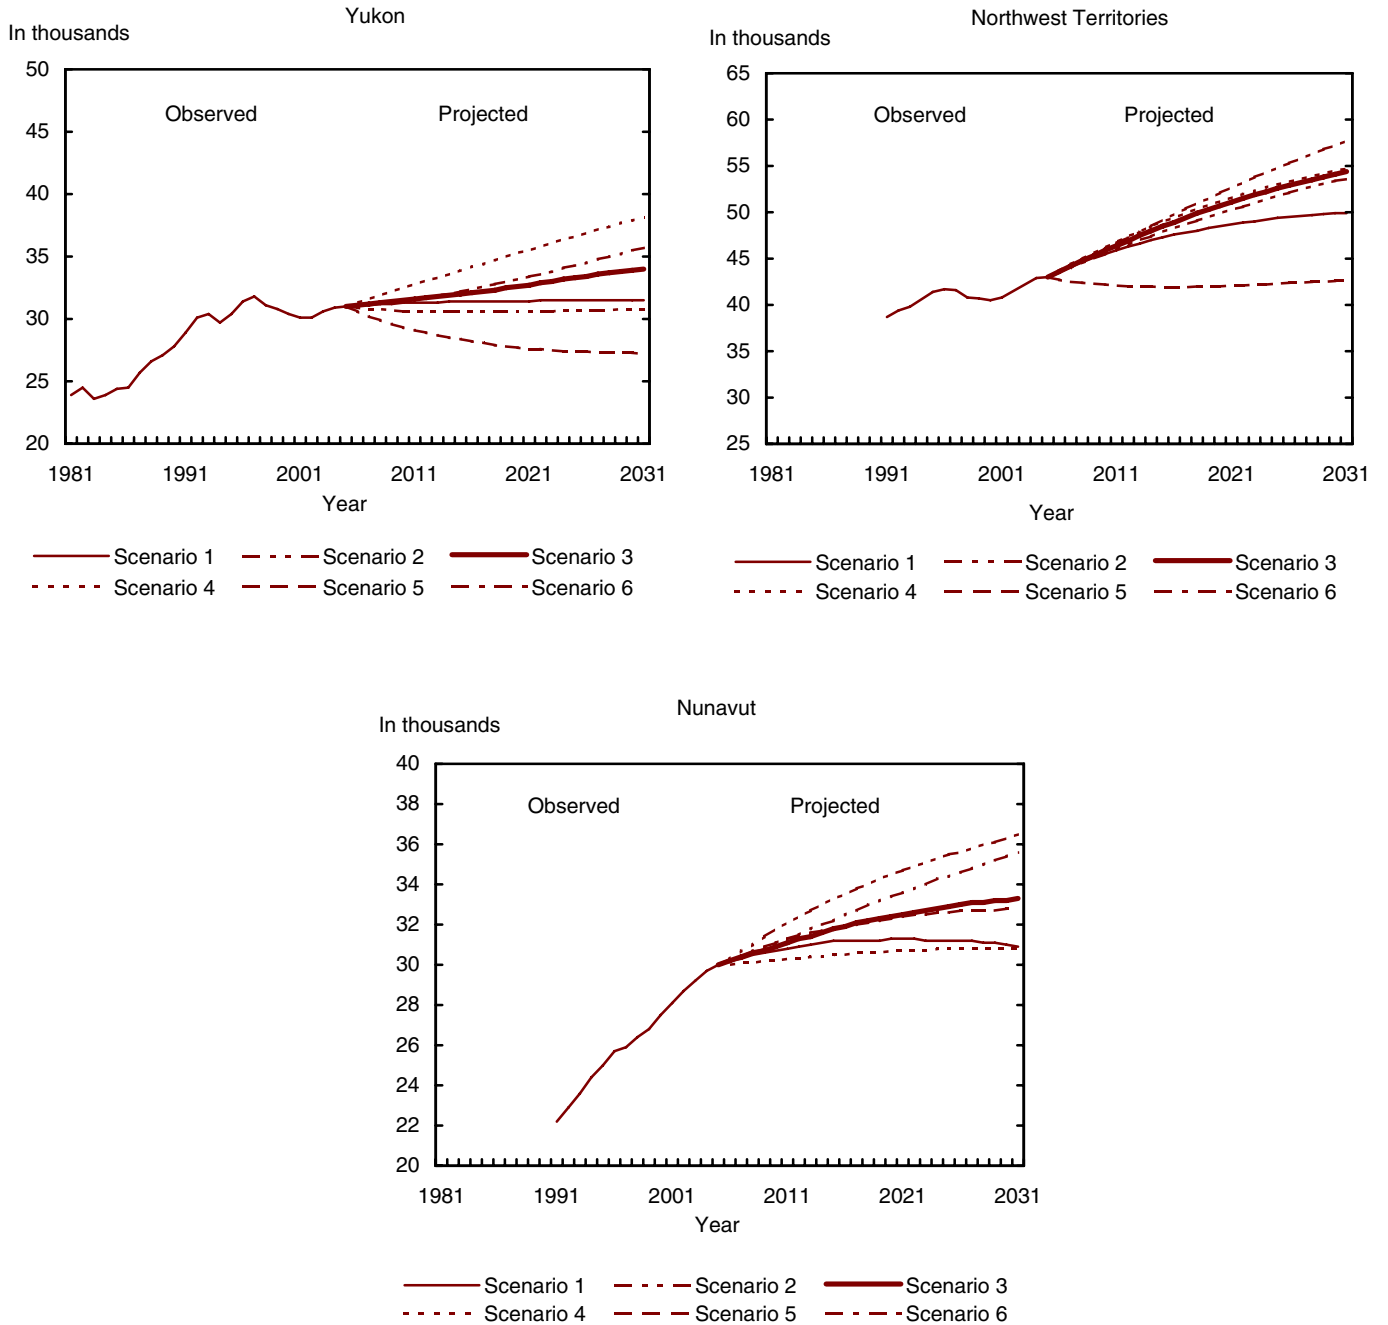 Yukon
In thousands
50
45
40
35
30
25
20
Observed
Projected
1981 1991 2001 2011 2021 2031
Year
Scenario 1 Scenario 2 Scenario 3
Scenario 4 Scenario 5 Scenario 6
Northwest Territories
In thousands
65
60
55
50
45
40
35
30
25
Observed
Projected
1981 1991 2001 2011 2021 2031
Year
Scenario 1 Scenario 2 Scenario 3
Scenario 4 Scenario 5 Scenario 6
Nunavut
In thousands
40
38
36
34
32
30
28
26
24
22
20
Observed
Projected
1981 1991 2001 2011 2021 2031
Year
Scenario 1 Scenario 2 Scenario 3
Scenario 4 Scenario 5 Scenario 6